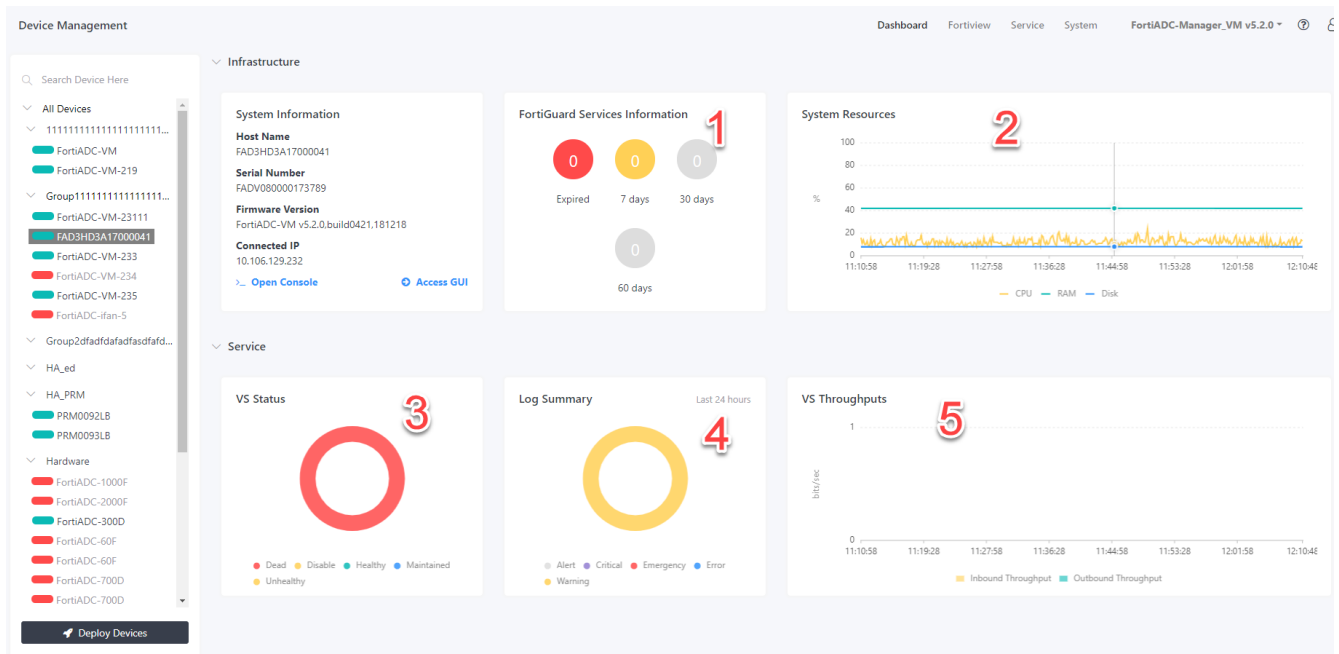 Device Management
Dashboard Fortiview Service System FortiADC-Manager_VM v5.2.0
Search Device Here
All Devices
FortiADC-VM
FortiADC-VM-219
FortiADC-VM-23111
FAD3HD3A17000041
FortiADC-VM-233
FortiADC-VM-234
FortiADC-VM-235
FortiADC-ifan-5
Group2dfadfdafadfasdfafd...
HA_ed
HA_PRM
PRM0092LB
PRM0093LB
Hardware
FortiADC-1000F
FortiADC-2000F
FortiADC-300D
FortiADC-60F
FortiADC-60F
FortiADC-700D
FortiADC-700D
Deploy Devices
Infrastructure
System Information
Host Name
FAD3HD3A17000041
Serial Number
FADV080000173789
Firmware Version
FortiADC-VM v5.2.0,build0421,181218
Connected IP
10.106.129.232
>_ Open Console Access GUI
FortiGuard Services Information
1
0 0 0
Expired 7 days 30 days
0
60 days
System Resources
2
100
80
60
%
40
20
0
11:10:58 11:19:28 11:27:58 11:36:28 11:44:58 11:53:28 12:01:58 12:10:48
CPU RAM Disk
Service
VS Status
3
Dead Disable Healthy Maintained
Unhealthy
Log Summary Last 24 hours
4
Alert Critical Emergency Error
Warning
VS Throughputs
5
1
bits/sec
0
11:10:58 11:19:28 11:27:58 11:36:28 11:44:58 11:53:28 12:01:58 12:10:48
Inbound Throughput Outbound Throughput